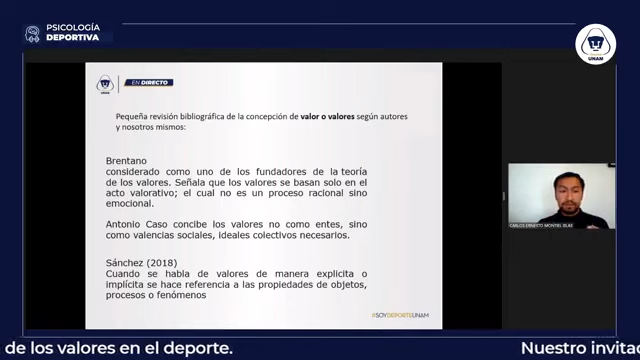 PSICOLOGÍA
DEPORTIVA
UNAM
UNAM
EN DIRECTO
Pequeña revisión bibliográfica de la concepción de valor o valores según autores
y nosotros mismos:
Brentano
considerado como uno de los fundadores de la teoría
de los valores. Señala que los valores se basan solo en el
acto valorativo; el cual no es un proceso racional sino
emocional.
Antonio Caso concibe los valores no como entes, sino
como valencias sociales, ideales colectivos necesarios.
Sánchez (2018)
Cuando se habla de valores de manera explicita o
implícita se hace referencia a las propiedades de objetos,
procesos o fenómenos
#SOYDEPORTEUNAM
CARLOS ERNESTO MONTIEL ISLAS
de los valores en el deporte.
Nuestro invitad